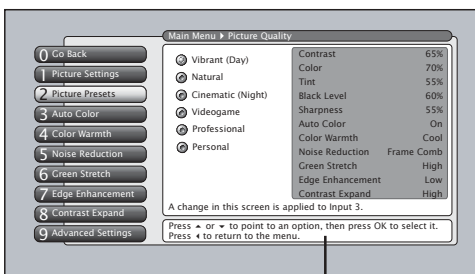 Main Menu ▶ Picture Quality
0 Go Back
1 Picture Settings
2 Picture Presets
3 Auto Color
4 Color Warmth
5 Noise Reduction
6 Green Stretch
7 Edge Enhancement
8 Contrast Expand
9 Advanced Settings
Vibrant (Day)
Natural
Cinematic (Night)
Videogame
Professional
Personal
Contrast 65%
Color 70%
Tint 55%
Black Level 60%
Sharpness 55%
Auto Color On
Color Warmth Cool
Noise Reduction Frame Comb
Green Stretch High
Edge Enhancement Low
Contrast Expand High
A change in this screen is applied to Input 3.
Press ▲ or ▼ to point to an option, then press OK to select it.
Press ◀ to return to the menu.